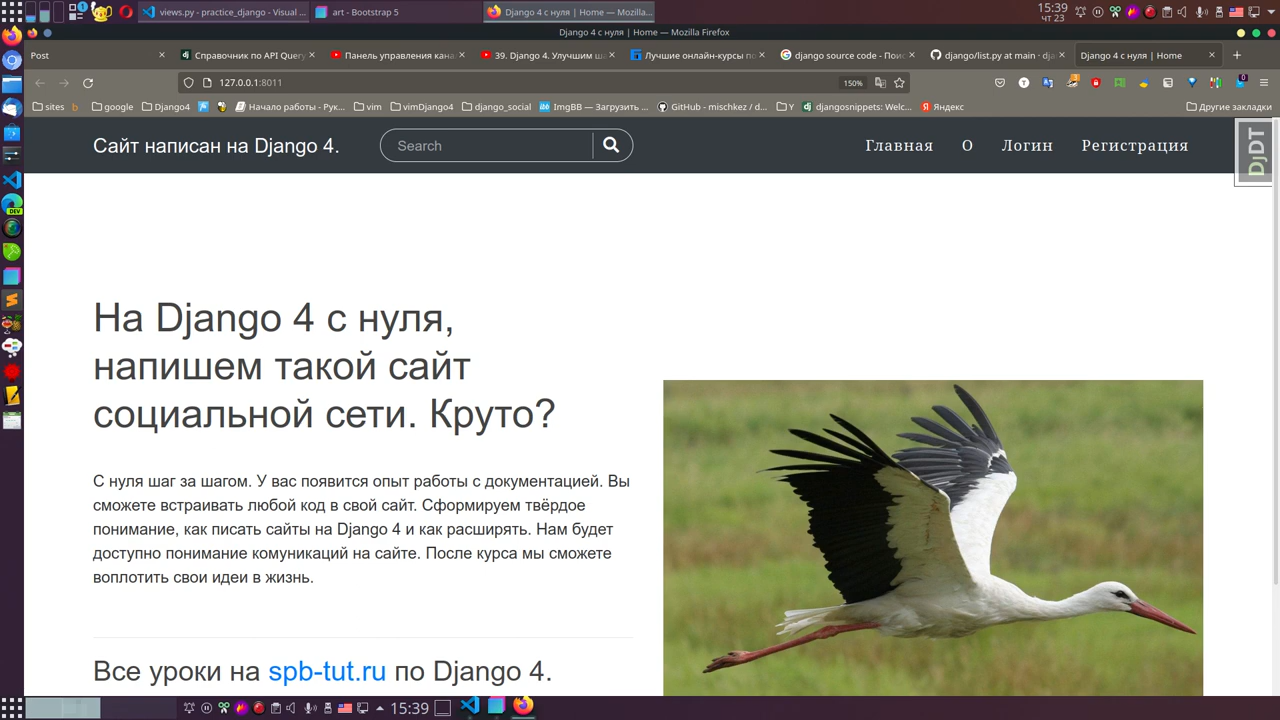 views.py - practice_django - Visual ...
art - Bootstrap 5
Django 4 с нуля | Home — Mozilla...
15:39
чт 23
Django 4 с нуля | Home — Mozilla Firefox
Post
Справочник по API Query
Панель управления кана
39. Django 4. Улучшим ш
Лучшие онлайн-курсы по
django source code - Поис
django/list.py at main · dja
Django 4 с нуля | Home
127.0.0.1:8011
150%
sites
google
Django4
Начало работы - Рук...
vim
vimDjango4
django_social
ImgBB — Загрузить ...
GitHub - mischkez / d...
Y
djangosnippets: Welc...
Яндекс
Другие закладки
Сайт написан на Django 4.
Search
Главная
О
Логин
Регистрация
DjDT
На Django 4 с нуля,
напишем такой сайт
социальной сети. Круто?
С нуля шаг за шагом. У вас появится опыт работы с документацией. Вы
сможете встраивать любой код в свой сайт. Сформируем твёрдое
понимание, как писать сайты на Django 4 и как расширять. Нам будет
доступно понимание комуникаций на сайте. После курса мы сможете
воплотить свои идеи в жизнь.
Все уроки на spb-tut.ru по Django 4.
15:39